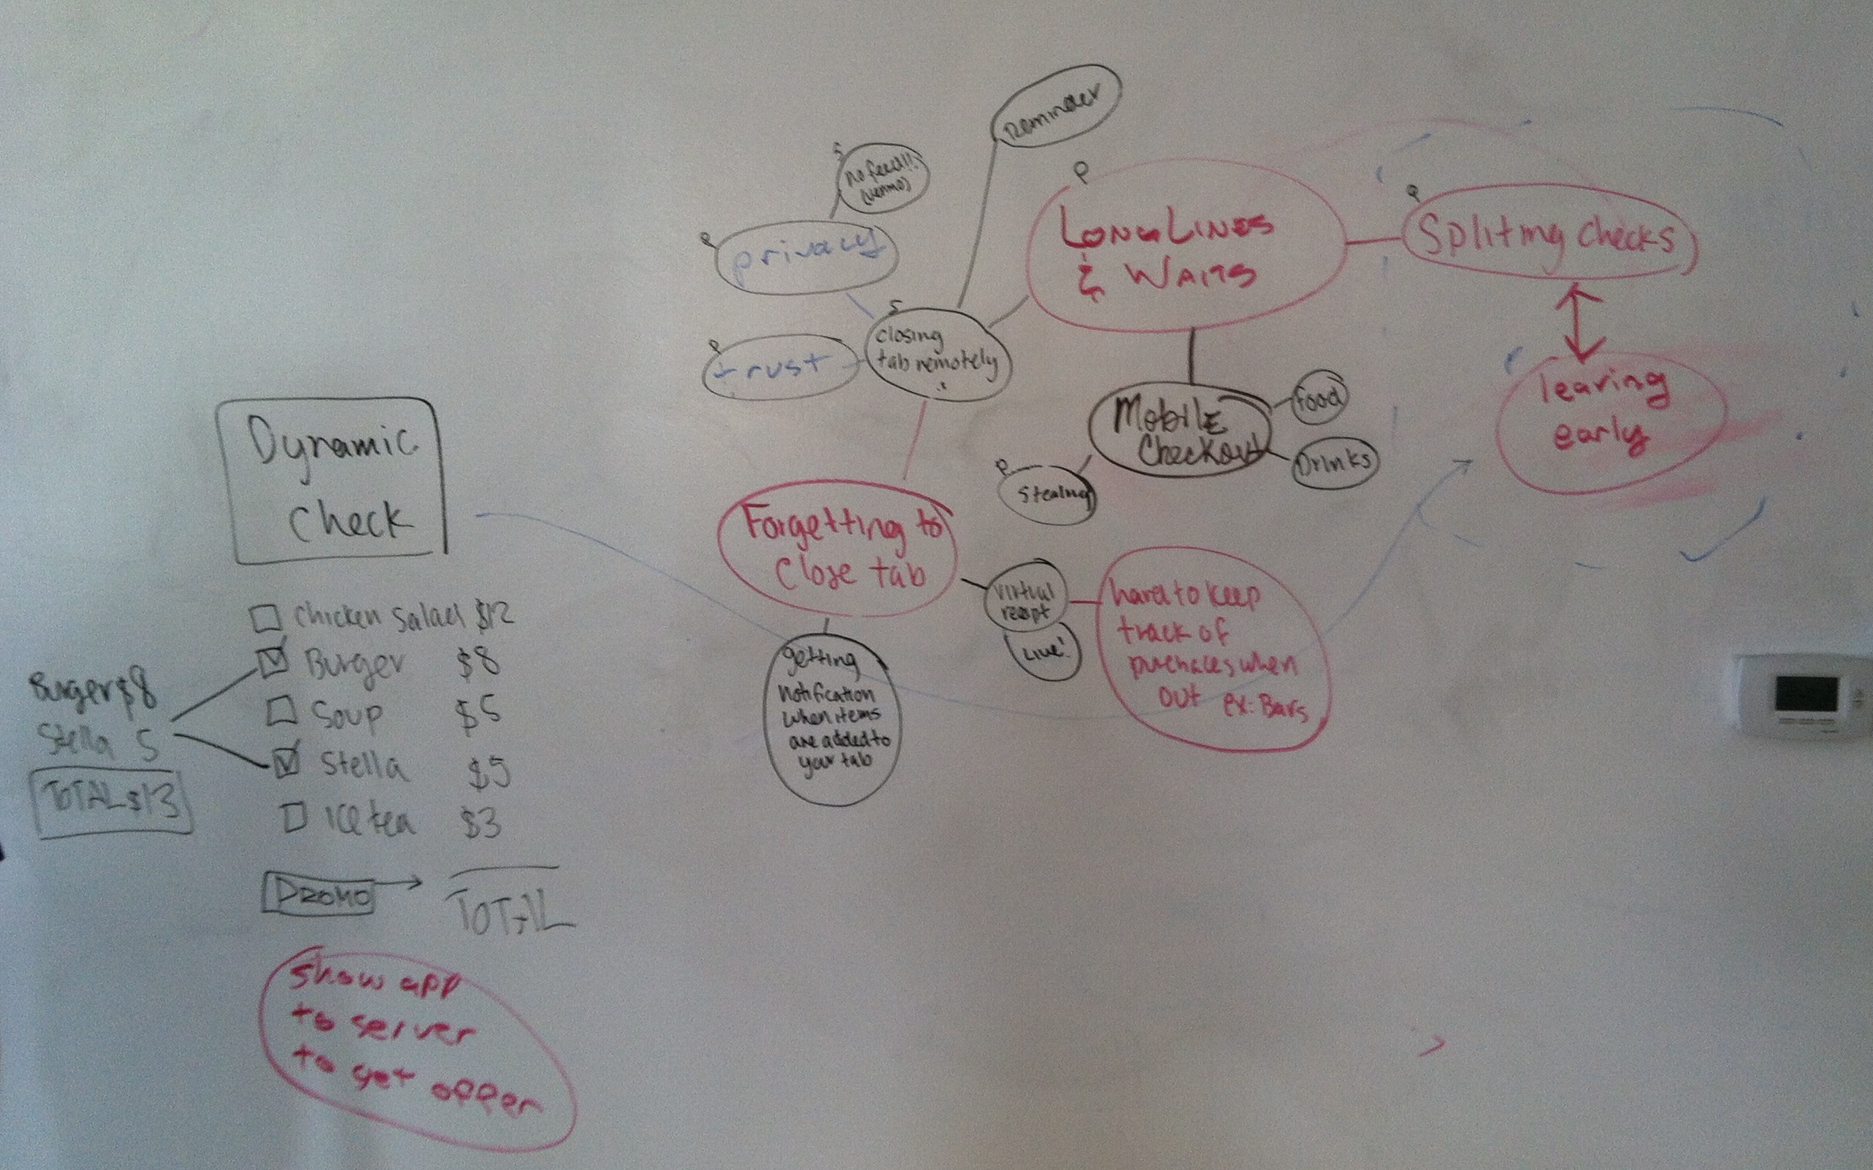 Reminder
S
no feed!!!
(venmo)
P
privacy
P
trust
S
closing
tab remotely
P
LONG LINES
& WAITS
P
Spliting checks
leaving
early
Mobile
Checkout
Food
Drinks
P
Stealing
Forgetting to
Close tab
virtual
Live!
hard to keep
track of
purchases when
out ex: Bars
getting
notification
when items
are added to
your tab
Dynamic
Check
Chicken Salad $12
Burger $8
Soup $5
Stella $5
Ice tea $3
PROMO
TOTAL
Burger $8
Stella 5
TOTAL $13
Show app
to server
to get offer